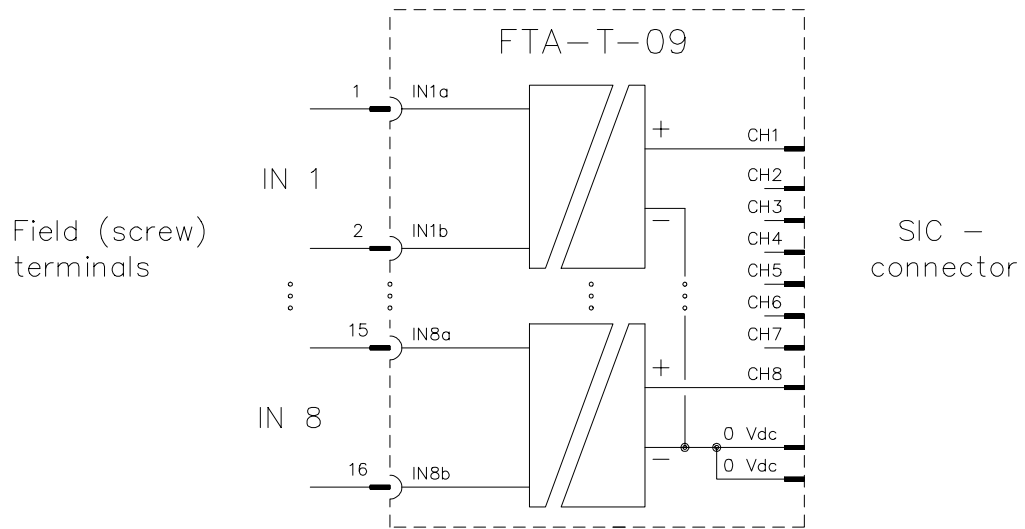 FTA-T-09
1 IN1a
+
CH1
IN 1
CH2
CH3
Field (screw)
terminals
2 IN1b
−
CH4
SIC –
connector
CH5
CH6
15 IN8a
CH7
+
CH8
IN 8
0 Vdc
−
0 Vdc
16 IN8b